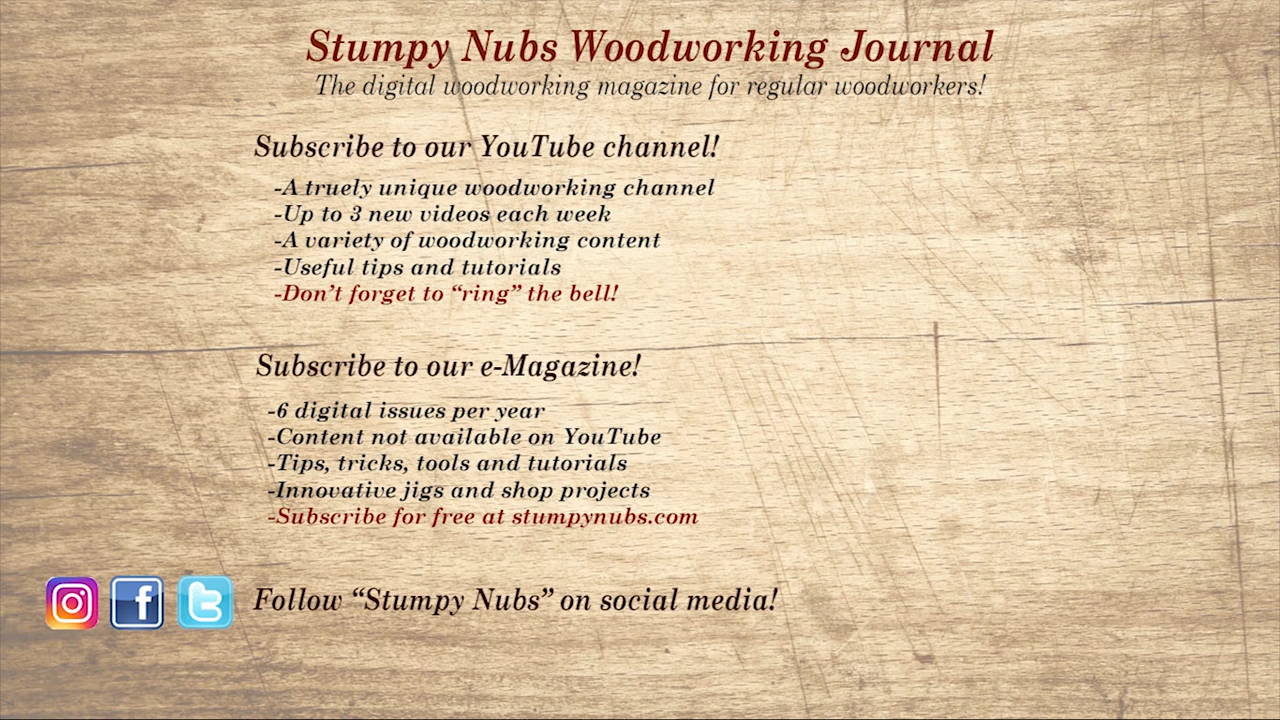 Stumpy Nubs Woodworking Journal
The digital woodworking magazine for regular woodworkers!
Subscribe to our YouTube channel!
-A truely unique woodworking channel
-Up to 3 new videos each week
-A variety of woodworking content
-Useful tips and tutorials
-Don’t forget to “ring” the bell!
Subscribe to our e-Magazine!
-6 digital issues per year
-Content not available on YouTube
-Tips, tricks, tools and tutorials
-Innovative jigs and shop projects
-Subscribe for free at stumpynubs.com
Follow “Stumpy Nubs” on social media!